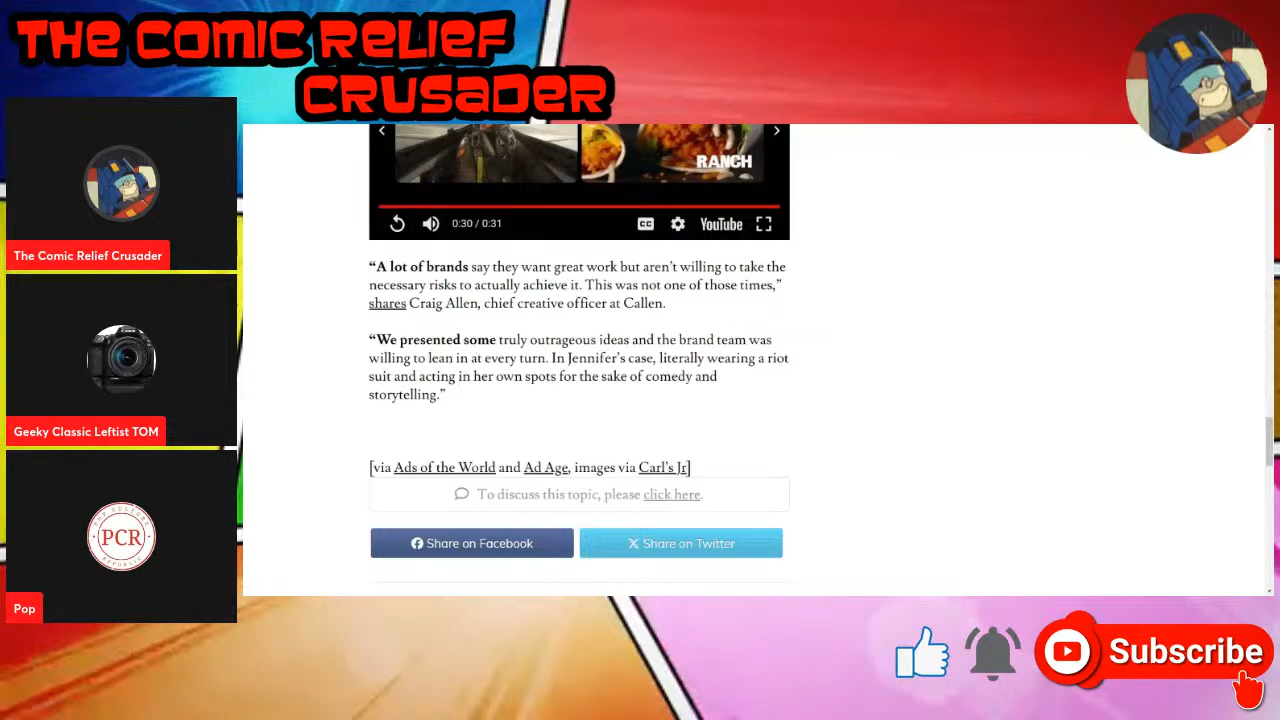 THE COMIC RELIEF
CRUSADER
The Comic Relief Crusader
Geeky Classic Leftist TOM
POP CULTURE
PCR
REPUBLIC
Pop
RANCH
0:30 / 0:31
CC
YouTube
“A lot of brands say they want great work but aren’t willing to take the
necessary risks to actually achieve it. This was not one of those times,”
shares Craig Allen, chief creative officer at Callen.
“We presented some truly outrageous ideas and the brand team was
willing to lean in at every turn. In Jennifer’s case, literally wearing a riot
suit and acting in her own spots for the sake of comedy and
storytelling.”
[via Ads of the World and Ad Age, images via Carl’s Jr]
To discuss this topic, please click here.
Share on Facebook
Share on Twitter
Subscribe